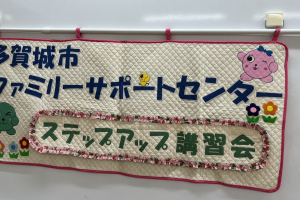 多賀城市
ファミリーサポートセンター
ステップアップ講習会